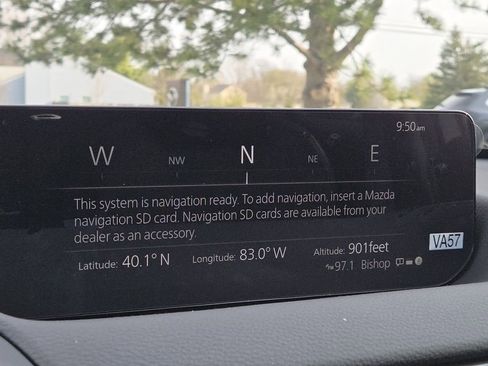 9:50am
W NW N NE E
This system is navigation ready. To add navigation, insert a Mazda
navigation SD card. Navigation SD cards are available from your
dealer as an accessory.
Latitude: 40.1° N Longitude: 83.0° W Altitude: 901feet
VA57
FM 97.1 Bishop